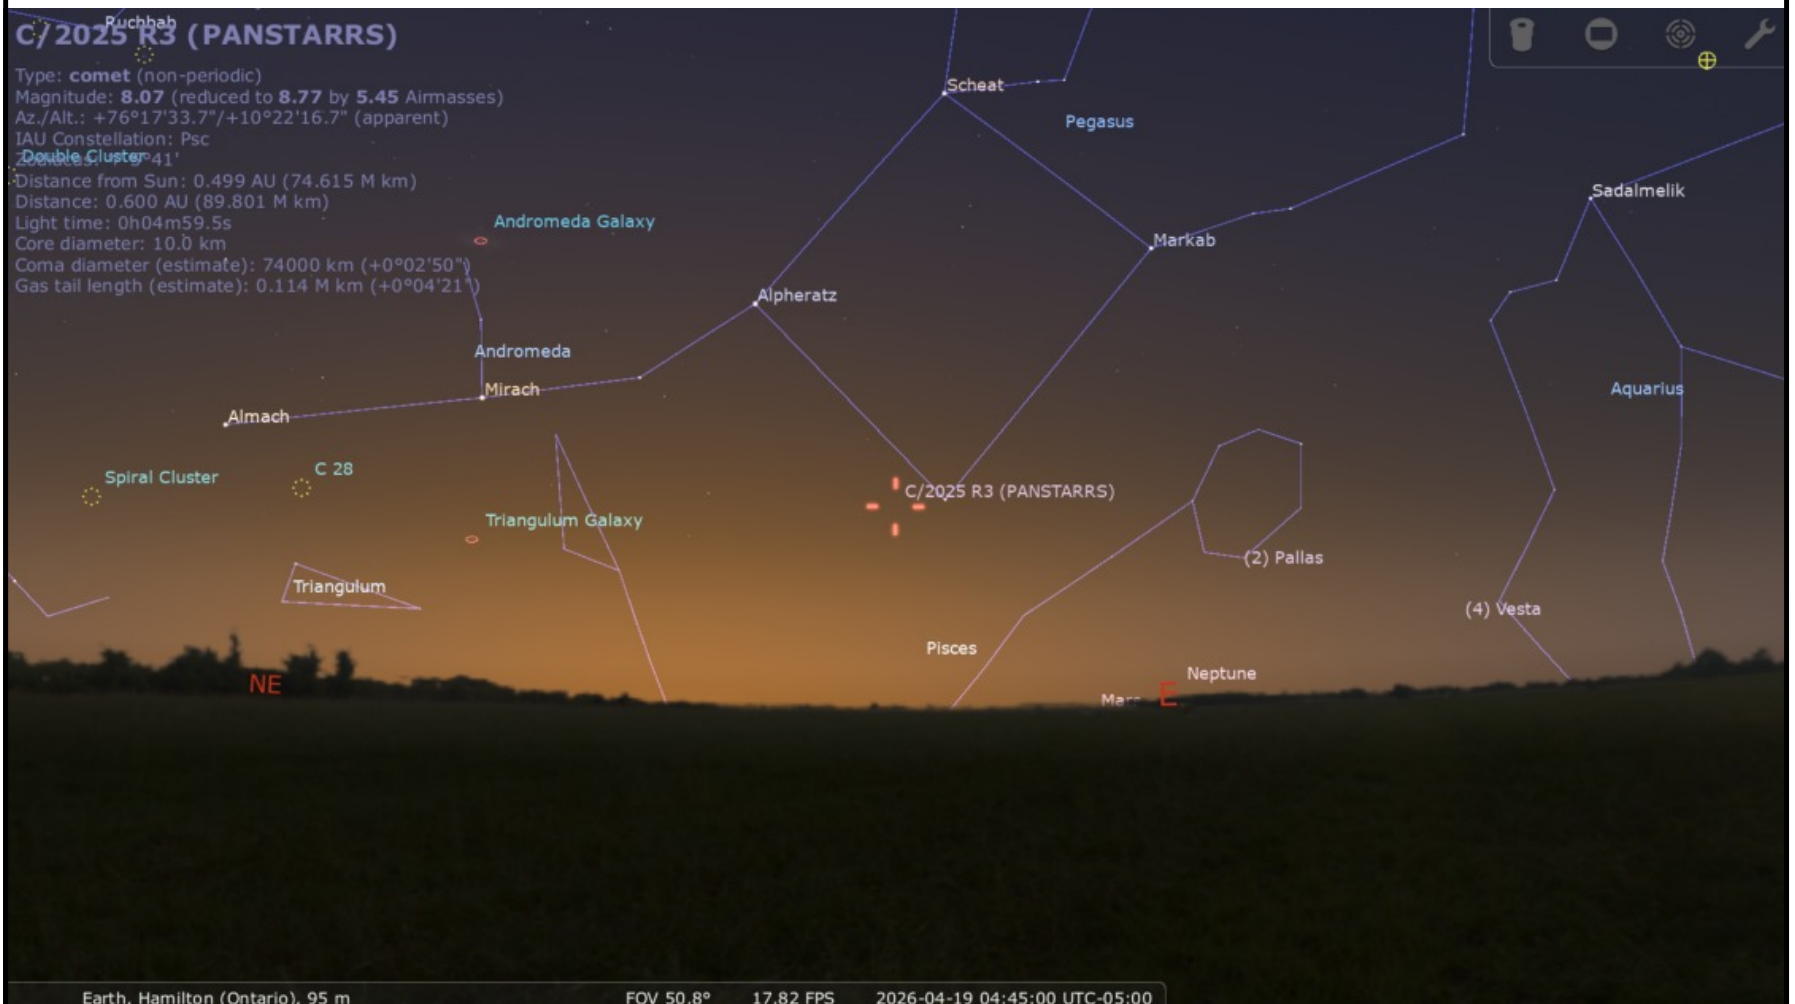 Ruchbah
C/2025 R3 (PANSTARRS)
Type: comet (non-periodic)
Magnitude: 8.07 (reduced to 8.77 by 5.45 Airmasses)
Az./Alt.: +76°17'33.7"/+10°22'16.7" (apparent)
IAU Constellation: Psc
Double Cluster
Distance from Sun: 0.499 AU (74.615 M km)
Distance: 0.600 AU (89.801 M km)
Light time: 0h04m59.5s
Core diameter: 10.0 km
Coma diameter (estimate): 74000 km (+0°02'50")
Gas tail length (estimate): 0.114 M km (+0°04'21")
Scheat
Pegasus
Sadalmelik
Andromeda Galaxy
Markab
Alpheratz
Andromeda
Mirach
Aquarius
Almach
C 28
Spiral Cluster
C/2025 R3 (PANSTARRS)
Triangulum Galaxy
(2) Pallas
Triangulum
(4) Vesta
Pisces
Neptune
NE
E
Mars
Earth, Hamilton (Ontario), 95 m
FOV 50.8°
17.82 FPS
2026-04-19 04:45:00 UTC-05:00